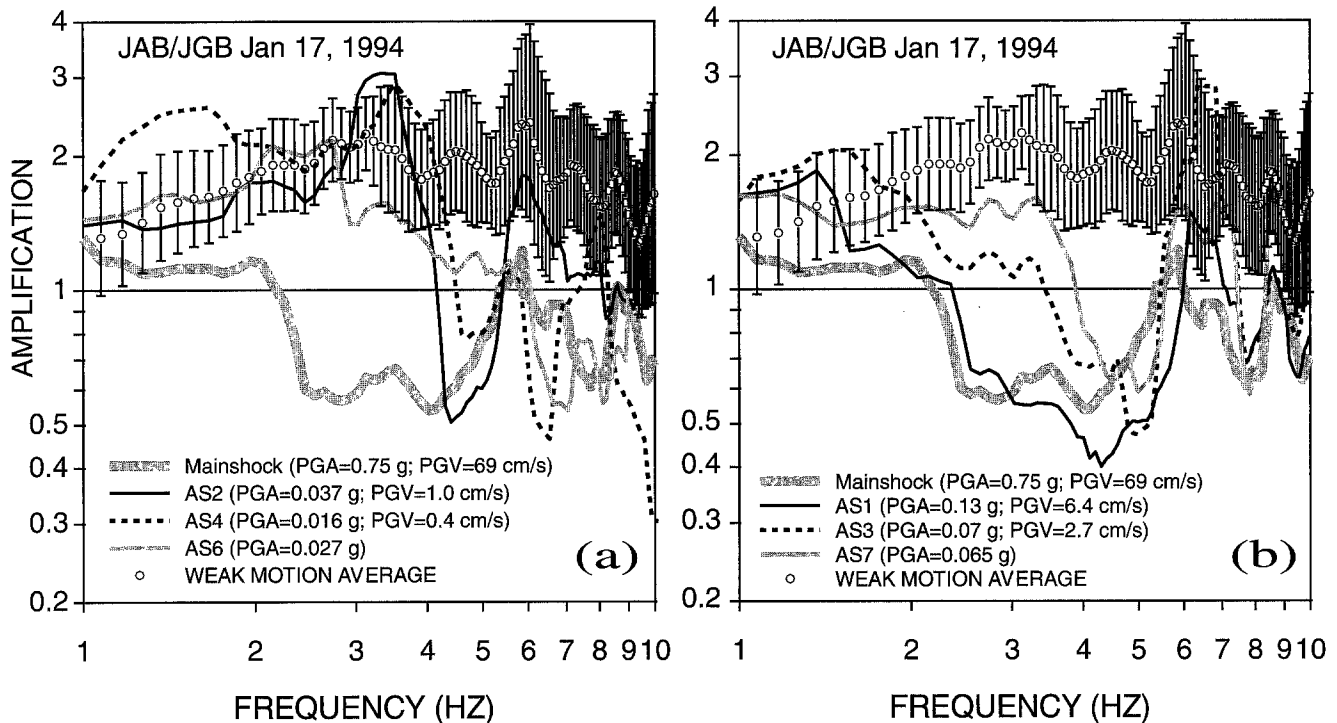 JAB/JGB Jan 17, 1994
AMPLIFICATION
4
3
2
1
0.5
0.4
0.3
0.2
Mainshock (PGA=0.75 g; PGV=69 cm/s)
AS2 (PGA=0.037 g; PGV=1.0 cm/s)
AS4 (PGA=0.016 g; PGV=0.4 cm/s)
AS6 (PGA=0.027 g)
WEAK MOTION AVERAGE
(a)
1 2 3 4 5 6 7 8 9 10
FREQUENCY (HZ)
JAB/JGB Jan 17, 1994
4
3
2
1
0.5
0.4
0.3
0.2
Mainshock (PGA=0.75 g; PGV=69 cm/s)
AS1 (PGA=0.13 g; PGV=6.4 cm/s)
AS3 (PGA=0.07 g; PGV=2.7 cm/s)
AS7 (PGA=0.065 g)
WEAK MOTION AVERAGE
(b)
1 2 3 4 5 6 7 8 9 10
FREQUENCY (HZ)